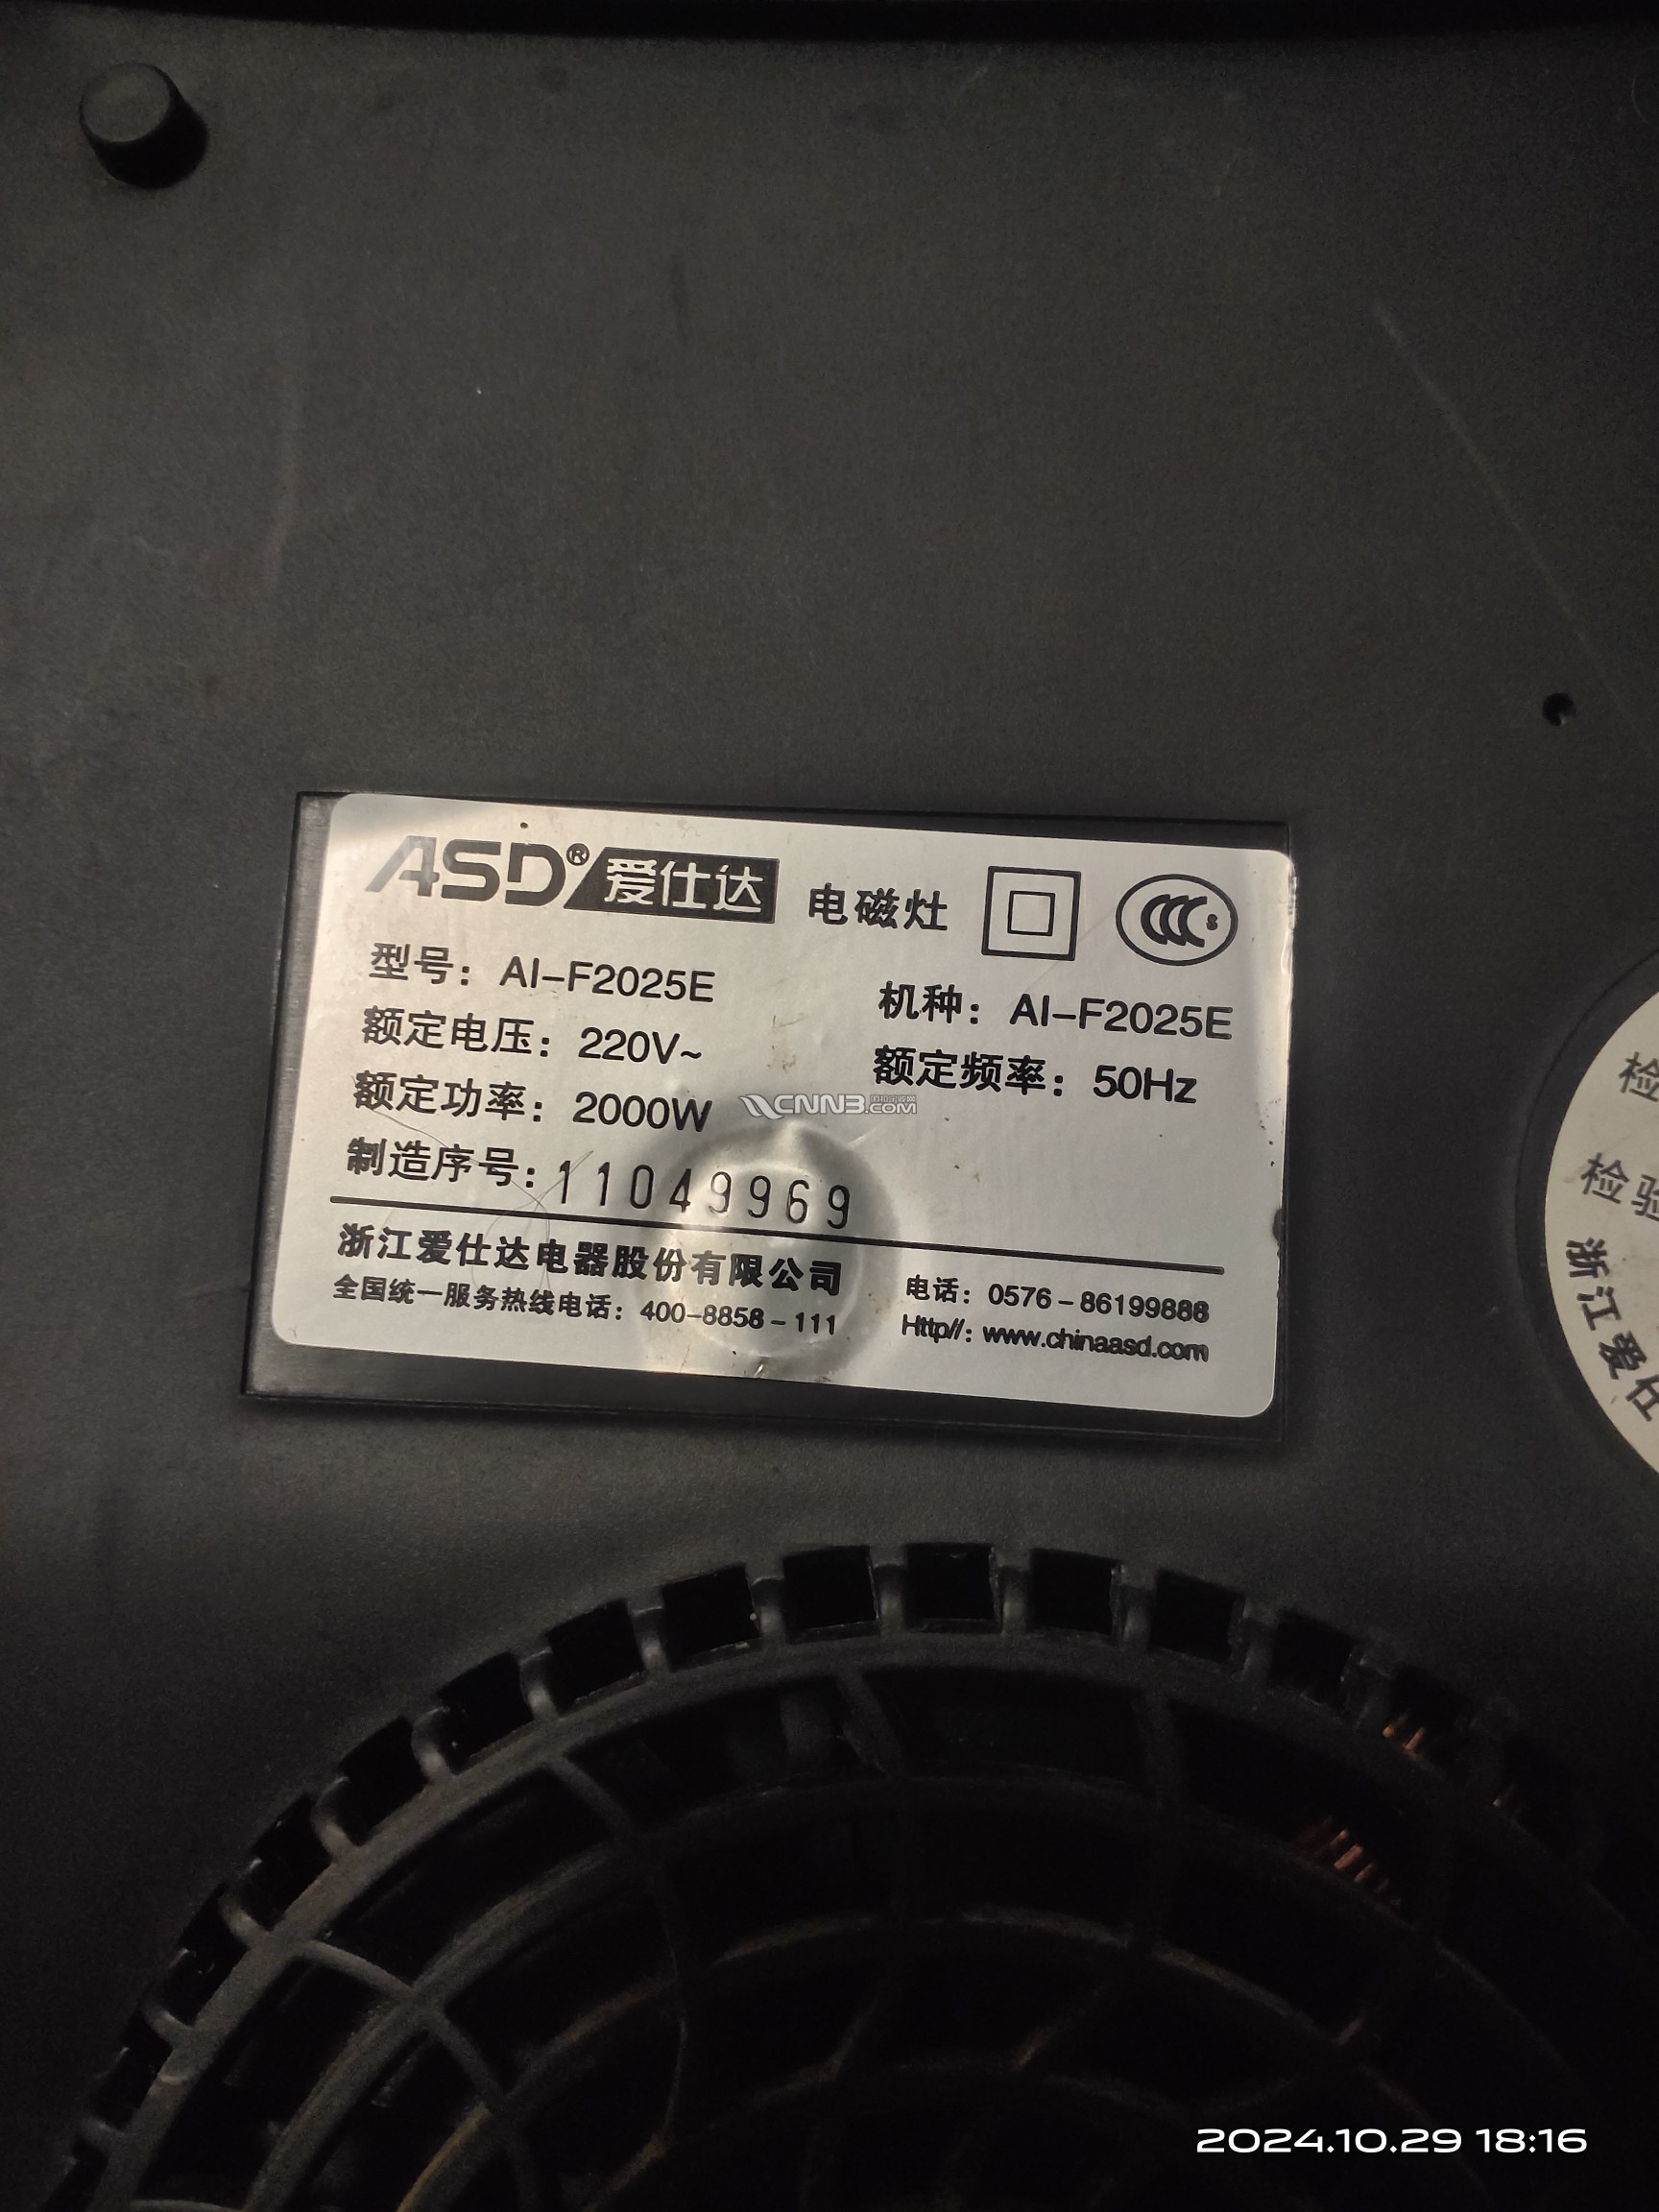 ASD® 爱仕达 电磁灶 CCC S
型号：AI-F2025E 机种：AI-F2025E
额定电压：220V~ 额定频率：50Hz
额定功率：2000W
制造序号：11049969
浙江爱仕达电器股份有限公司 电话：0576-86199888
全国统一服务热线电话：400-8858-111 Http//：www.chinaasd.com
CNN3.COM
检
检验
浙江爱仕
2024.10.29 18:16